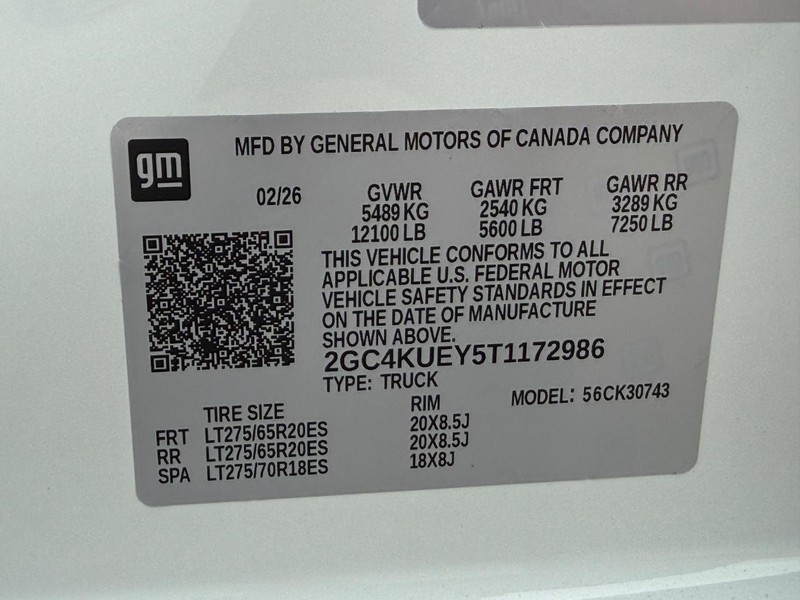 gm
MFD BY GENERAL MOTORS OF CANADA COMPANY
02/26 GVWR GAWR FRT GAWR RR
5489 KG 2540 KG 3289 KG
12100 LB 5600 LB 7250 LB
THIS VEHICLE CONFORMS TO ALL
APPLICABLE U.S. FEDERAL MOTOR
VEHICLE SAFETY STANDARDS IN EFFECT
ON THE DATE OF MANUFACTURE
SHOWN ABOVE.
2GC4KUEY5T1172986
TYPE: TRUCK
MODEL: 56CK30743
TIRE SIZE RIM
FRT LT275/65R20ES 20X8.5J
RR LT275/65R20ES 20X8.5J
SPA LT275/70R18ES 18X8J